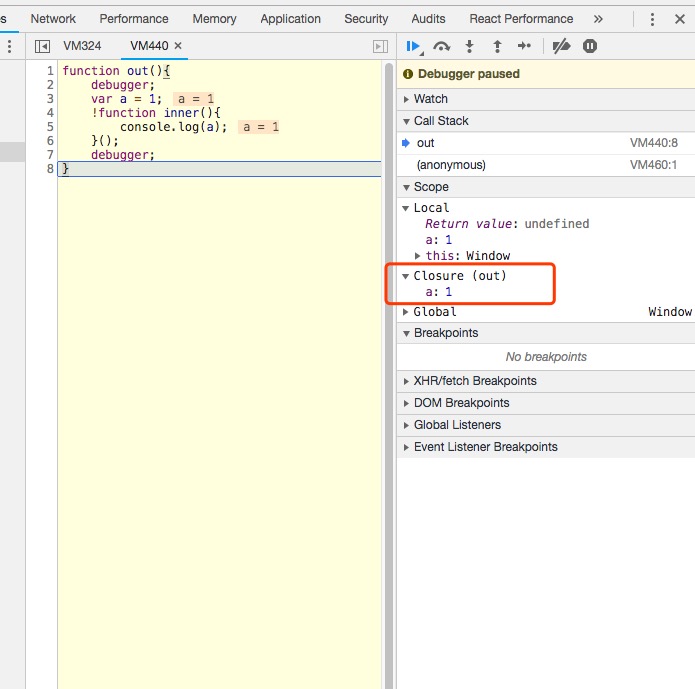 s Network Performance Memory Application Security Audits React Performance »
VM324 VM440 ×
1 function out(){
2 debugger;
3 var a = 1; a = 1
4 !function inner(){
5 console.log(a); a = 1
6 }();
7 debugger;
8 }
Debugger paused
Watch
Call Stack
out VM440:8
(anonymous) VM460:1
Scope
Local
Return value: undefined
a: 1
this: Window
Closure (out)
a: 1
Global Window
Breakpoints
No breakpoints
XHR/fetch Breakpoints
DOM Breakpoints
Global Listeners
Event Listener Breakpoints